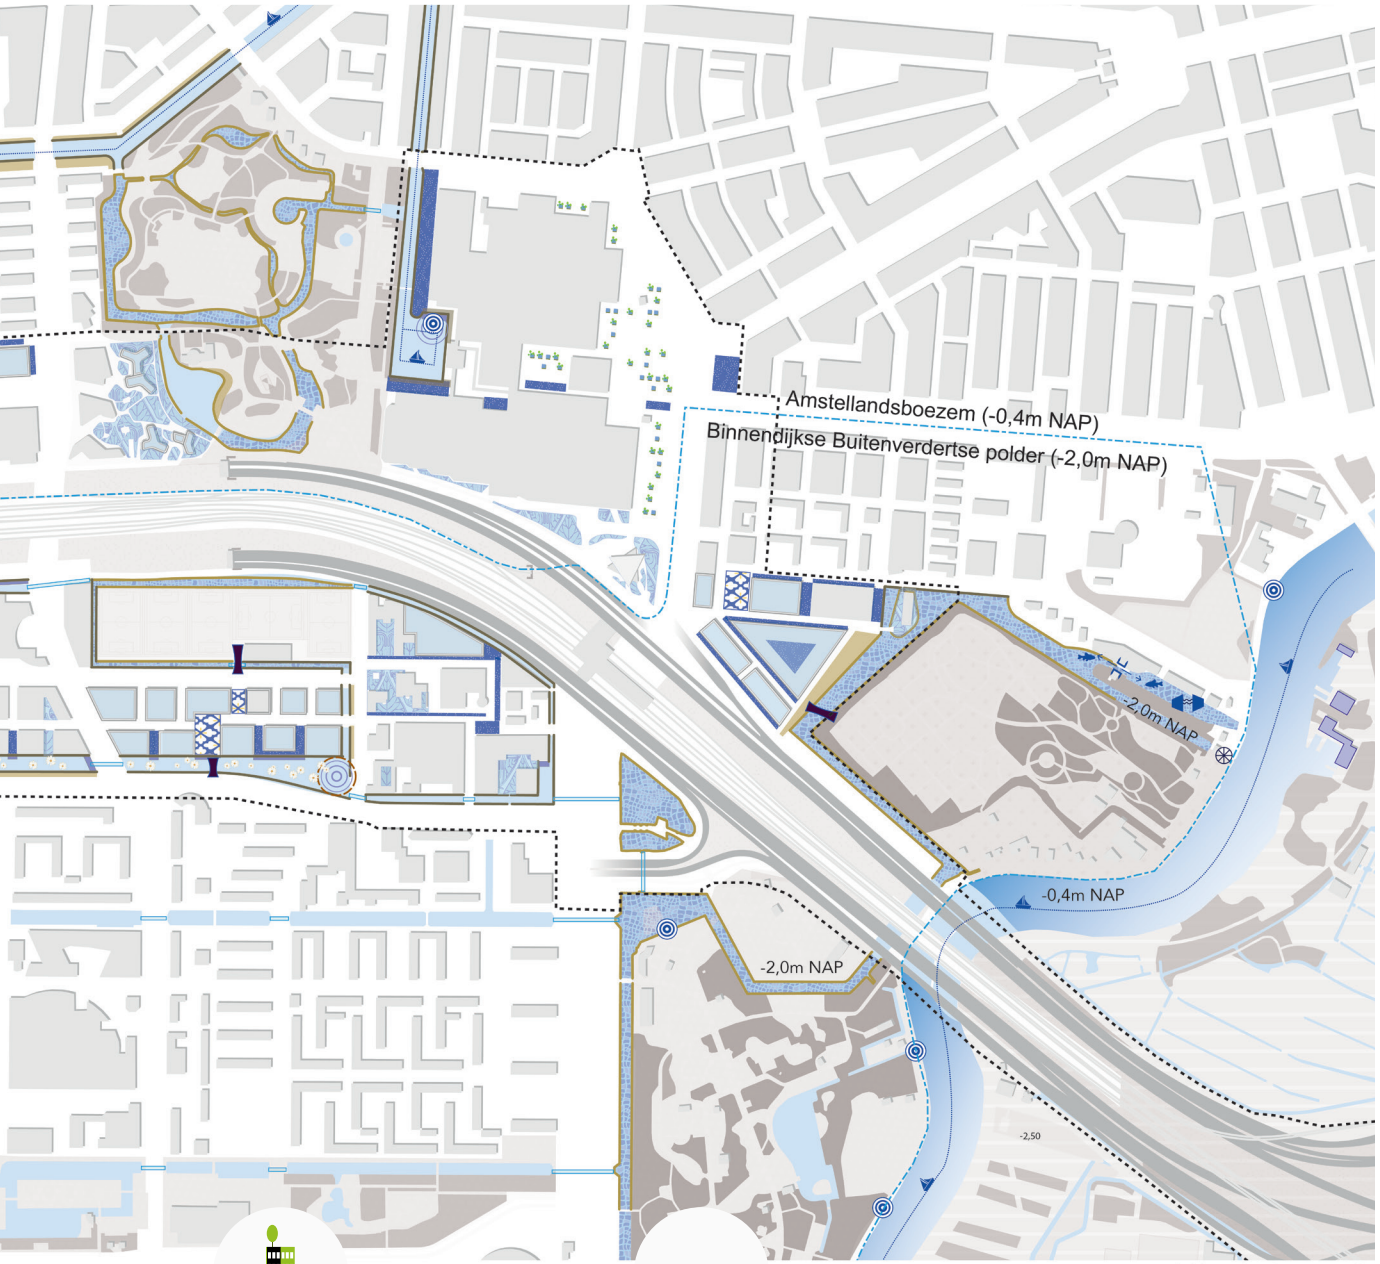 Amstellandsboezem (-0,4m NAP)
Binnendijkse Buitenverdertse polder (-2,0m NAP)
-2,0m NAP
-0,4m NAP
-2,0m NAP
-2,50